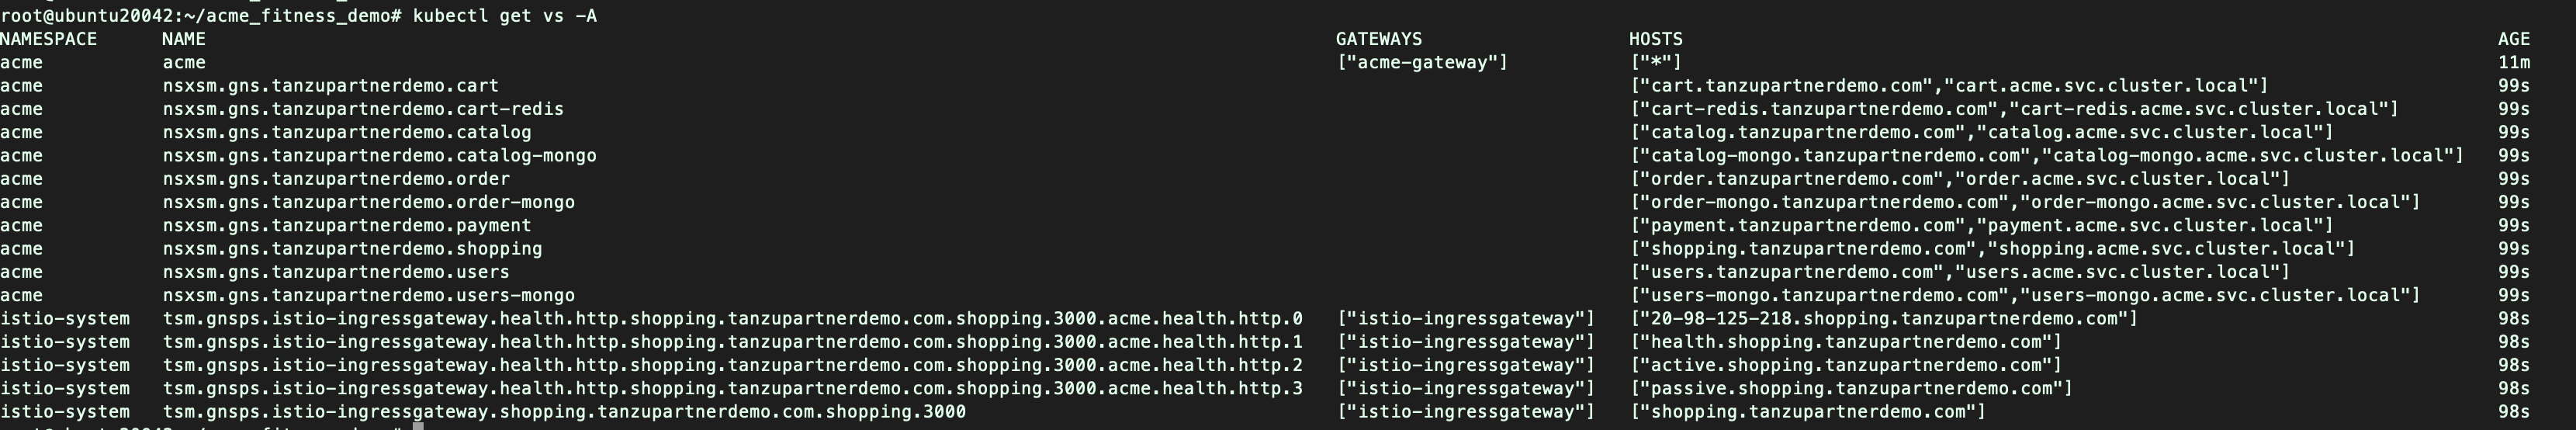 root@ubuntu20042:~/acme_fitness_demo# kubectl get vs -A
NAMESPACE NAME GATEWAYS HOSTS AGE
acme acme ["acme-gateway"] ["*"] 11m
acme nsxsm.gns.tanzupartnerdemo.cart ["cart.tanzupartnerdemo.com","cart.acme.svc.cluster.local"] 99s
acme nsxsm.gns.tanzupartnerdemo.cart-redis ["cart-redis.tanzupartnerdemo.com","cart-redis.acme.svc.cluster.local"] 99s
acme nsxsm.gns.tanzupartnerdemo.catalog ["catalog.tanzupartnerdemo.com","catalog.acme.svc.cluster.local"] 99s
acme nsxsm.gns.tanzupartnerdemo.catalog-mongo ["catalog-mongo.tanzupartnerdemo.com","catalog-mongo.acme.svc.cluster.local"] 99s
acme nsxsm.gns.tanzupartnerdemo.order ["order.tanzupartnerdemo.com","order.acme.svc.cluster.local"] 99s
acme nsxsm.gns.tanzupartnerdemo.order-mongo ["order-mongo.tanzupartnerdemo.com","order-mongo.acme.svc.cluster.local"] 99s
acme nsxsm.gns.tanzupartnerdemo.payment ["payment.tanzupartnerdemo.com","payment.acme.svc.cluster.local"] 99s
acme nsxsm.gns.tanzupartnerdemo.shopping ["shopping.tanzupartnerdemo.com","shopping.acme.svc.cluster.local"] 99s
acme nsxsm.gns.tanzupartnerdemo.users ["users.tanzupartnerdemo.com","users.acme.svc.cluster.local"] 99s
acme nsxsm.gns.tanzupartnerdemo.users-mongo ["users-mongo.tanzupartnerdemo.com","users-mongo.acme.svc.cluster.local"] 99s
istio-system tsm.gnsps.istio-ingressgateway.health.http.shopping.tanzupartnerdemo.com.shopping.3000.acme.health.http.0 ["istio-ingressgateway"] ["20-98-125-218.shopping.tanzupartnerdemo.com"] 98s
istio-system tsm.gnsps.istio-ingressgateway.health.http.shopping.tanzupartnerdemo.com.shopping.3000.acme.health.http.1 ["istio-ingressgateway"] ["health.shopping.tanzupartnerdemo.com"] 98s
istio-system tsm.gnsps.istio-ingressgateway.health.http.shopping.tanzupartnerdemo.com.shopping.3000.acme.health.http.2 ["istio-ingressgateway"] ["active.shopping.tanzupartnerdemo.com"] 98s
istio-system tsm.gnsps.istio-ingressgateway.health.http.shopping.tanzupartnerdemo.com.shopping.3000.acme.health.http.3 ["istio-ingressgateway"] ["passive.shopping.tanzupartnerdemo.com"] 98s
istio-system tsm.gnsps.istio-ingressgateway.shopping.tanzupartnerdemo.com.shopping.3000 ["istio-ingressgateway"] ["shopping.tanzupartnerdemo.com"] 98s